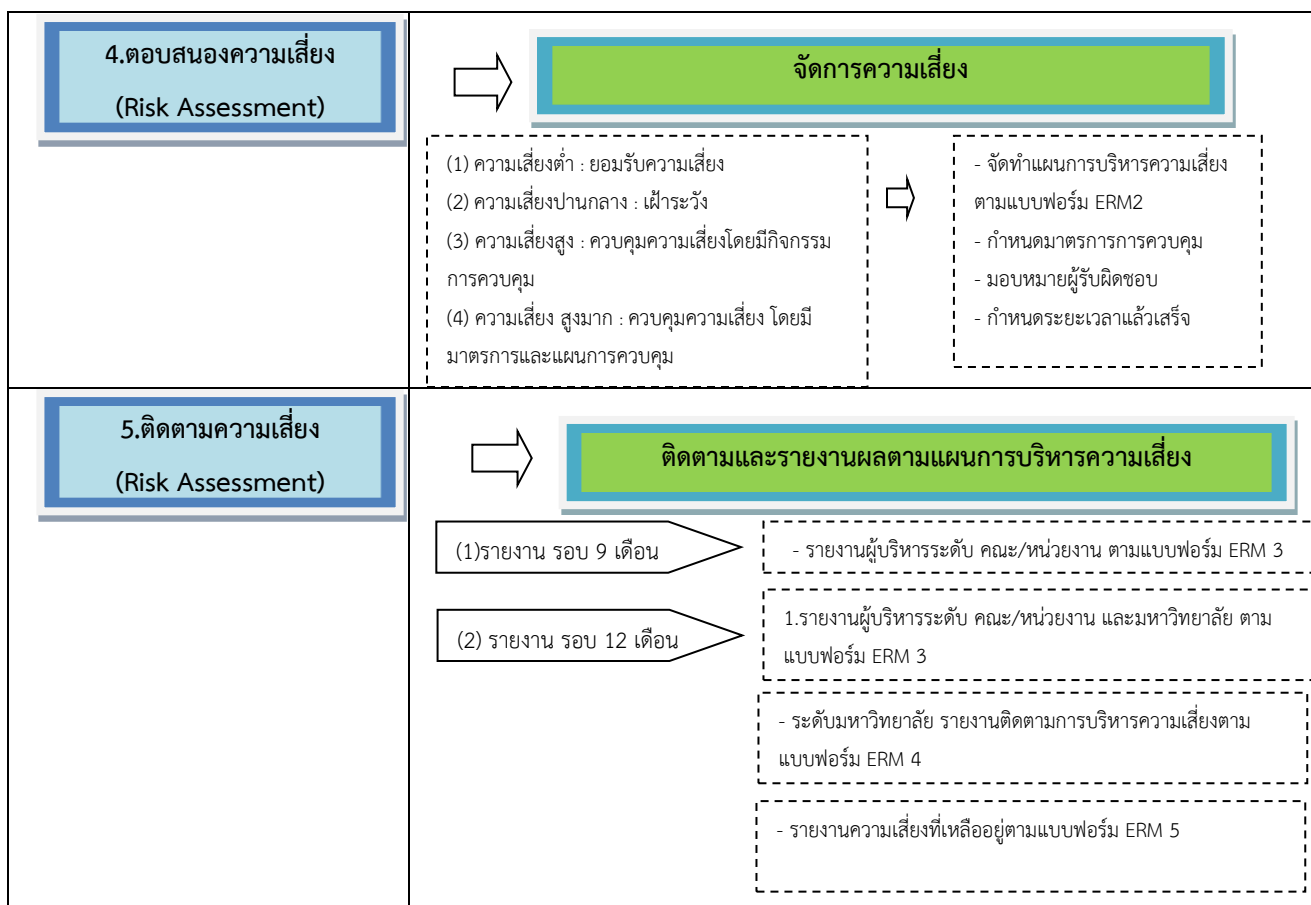 4.ตอบสนองความเสี่ยง
(Risk Assessment)
จัดการความเสี่ยง
(1) ความเสี่ยงต่ำ : ยอมรับความเสี่ยง
(2) ความเสี่ยงปานกลาง : เฝ้าระวัง
(3) ความเสี่ยงสูง : ควบคุมความเสี่ยงโดยมีกิจกรรม
การควบคุม
(4) ความเสี่ยง สูงมาก : ควบคุมความเสี่ยง โดยมี
มาตรการและแผนการควบคุม
- จัดทำแผนการบริหารความเสี่ยง
ตามแบบฟอร์ม ERM2
- กำหนดมาตรการการควบคุม
- มอบหมายผู้รับผิดชอบ
- กำหนดระยะเวลาแล้วเสร็จ
5.ติดตามความเสี่ยง
(Risk Assessment)
ติดตามและรายงานผลตามแผนการบริหารความเสี่ยง
(1)รายงาน รอบ 9 เดือน
- รายงานผู้บริหารระดับ คณะ/หน่วยงาน ตามแบบฟอร์ม ERM 3
(2) รายงาน รอบ 12 เดือน
1.รายงานผู้บริหารระดับ คณะ/หน่วยงาน และมหาวิทยาลัย ตาม
แบบฟอร์ม ERM 3
- ระดับมหาวิทยาลัย รายงานติดตามการบริหารความเสี่ยงตาม
แบบฟอร์ม ERM 4
- รายงานความเสี่ยงที่เหลืออยู่ตามแบบฟอร์ม ERM 5